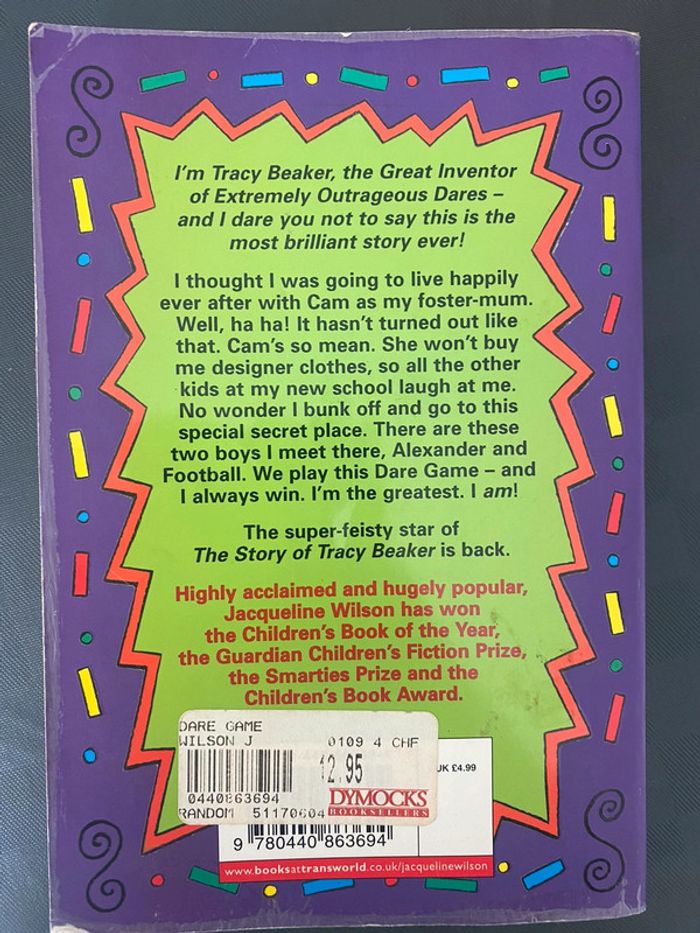 I'm Tracy Beaker, the Great Inventor
of Extremely Outrageous Dares –
and I dare you not to say this is the
most brilliant story ever!
I thought I was going to live happily
ever after with Cam as my foster-mum.
Well, ha ha! It hasn't turned out like
that. Cam's so mean. She won't buy
me designer clothes, so all the other
kids at my new school laugh at me.
No wonder I bunk off and go to this
special secret place. There are these
two boys I meet there, Alexander and
Football. We play this Dare Game – and
I always win. I'm the greatest. I am!
The super-feisty star of
The Story of Tracy Beaker is back.
Highly acclaimed and hugely popular,
Jacqueline Wilson has won
the Children's Book of the Year,
the Guardian Children's Fiction Prize,
the Smarties Prize and the
Children's Book Award.
DARE GAME
WILSON J 0109 4 CHF
12.95
UK £4.99
0440863694
DYMOCKS
RANDOM 51170604
BOOKSELLERS
9 780440 863694
www.booksattransworld.co.uk/jacquelinewilson